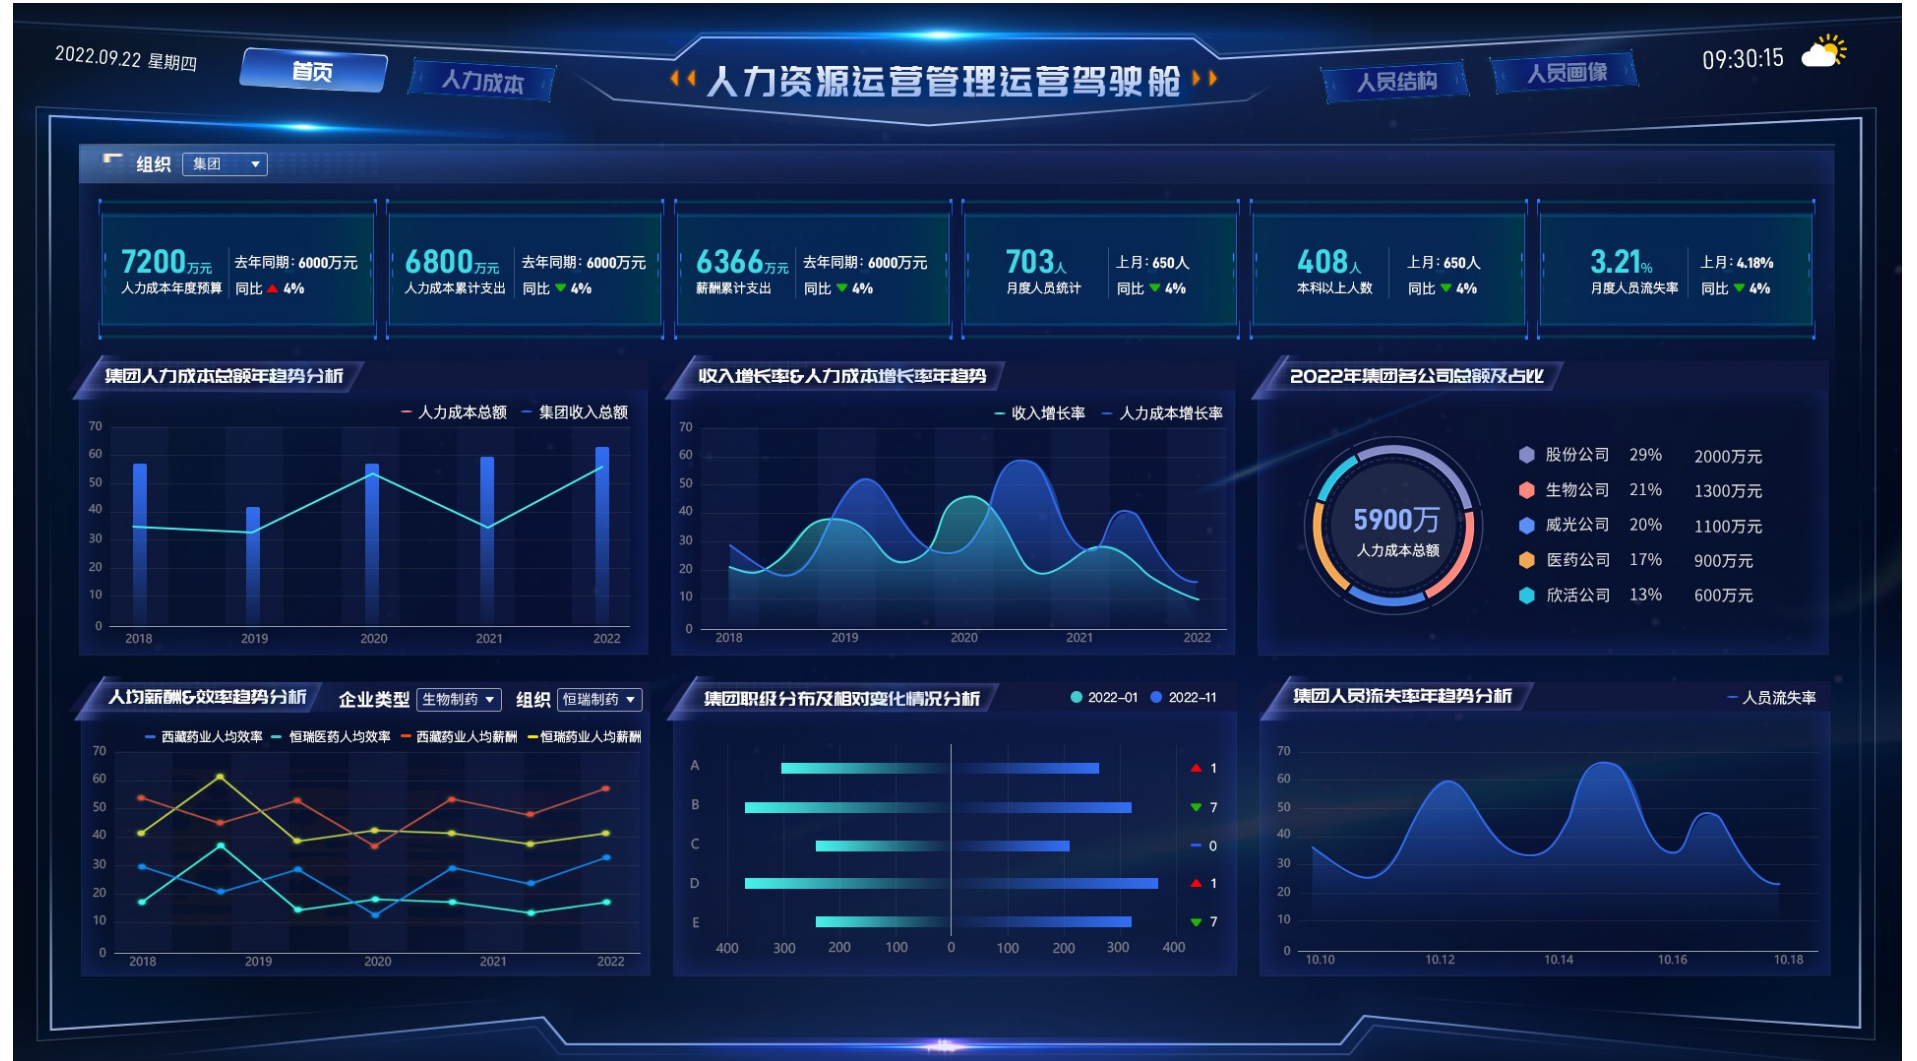 2022.09.22 星期四
首页
人力成本
人力资源运营管理运营驾驶舱
人员结构
人员画像
09:30:15
组织 集团
7200万元 去年同期：6000万元
人力成本年度预算 同比 4%
6800万元 去年同期：6000万元
人力成本累计支出 同比 4%
6366万元 去年同期：6000万元
薪酬累计支出 同比 4%
703人 上月：650人
月度人员统计 同比 4%
408人 上月：650人
本科以上人数 同比 4%
3.21% 上月：4.18%
月度人员流失率 同比 4%
集团人力成本总额年趋势分析
人力成本总额 集团收入总额
70
60
50
40
30
20
10
0
2018 2019 2020 2021 2022
收入增长率&人力成本增长率年趋势
收入增长率 人力成本增长率
70
60
50
40
30
20
10
0
2018 2019 2020 2021 2022
2022年集团各公司总额及占比
5900万
人力成本总额
股份公司 29% 2000万元
生物公司 21% 1300万元
威光公司 20% 1100万元
医药公司 17% 900万元
欣活公司 13% 600万元
人均薪酬&效率趋势分析 企业类型 生物制药 组织 恒瑞制药
西藏药业人均效率 恒瑞医药人均效率 西藏药业人均薪酬 恒瑞药业人均薪酬
70
60
50
40
30
20
10
0
2018 2019 2020 2021 2022
集团职级分布及相对变化情况分析 2022-01 2022-11
A 1
B 7
C 0
D 1
E 7
400 300 200 100 0 100 200 300 400
集团人员流失率年趋势分析 人员流失率
70
60
50
40
30
20
10
0
10.10 10.12 10.14 10.16 10.18